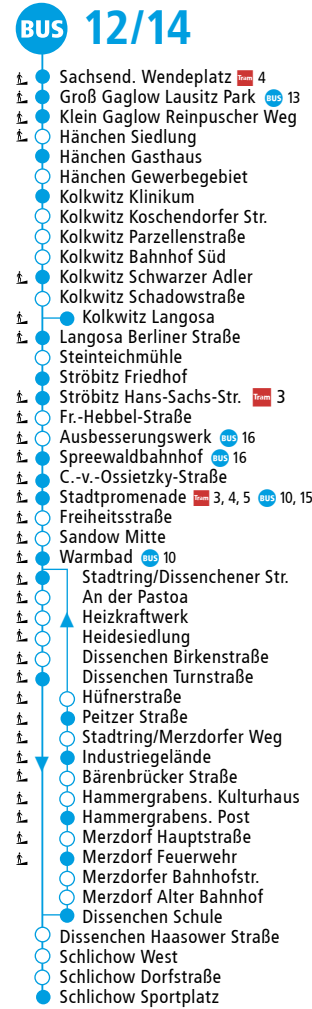 BUS 12/14
Sachsend. Wendeplatz Tram 4
Groß Gaglow Lausitz Park BUS 13
Klein Gaglow Reinpuscher Weg
Hänchen Siedlung
Hänchen Gasthaus
Hänchen Gewerbegebiet
Kolkwitz Klinikum
Kolkwitz Koschendorfer Str.
Kolkwitz Parzellenstraße
Kolkwitz Bahnhof Süd
Kolkwitz Schwarzer Adler
Kolkwitz Schadowstraße
Kolkwitz Langosa
Langosa Berliner Straße
Steinteichmühle
Ströbitz Friedhof
Ströbitz Hans-Sachs-Str. Tram 3
Fr.-Hebbel-Straße
Ausbesserungswerk BUS 16
Spreewaldbahnhof BUS 16
C.-v.-Ossietzky-Straße
Stadtpromenade Tram 3, 4, 5 BUS 10, 15
Freiheitsstraße
Sandow Mitte
Warmbad BUS 10
Stadtring/Dissenchener Str.
An der Pastoa
Heizkraftwerk
Heidesiedlung
Dissenchen Birkenstraße
Dissenchen Turnstraße
Hüfnerstraße
Peitzer Straße
Stadtring/Merzdorfer Weg
Industriegelände
Bärenbrücker Straße
Hammergrabens. Kulturhaus
Hammergrabens. Post
Merzdorf Hauptstraße
Merzdorf Feuerwehr
Merzdorfer Bahnhofstr.
Merzdorf Alter Bahnhof
Dissenchen Schule
Dissenchen Haasower Straße
Schlichow West
Schlichow Dorfstraße
Schlichow Sportplatz